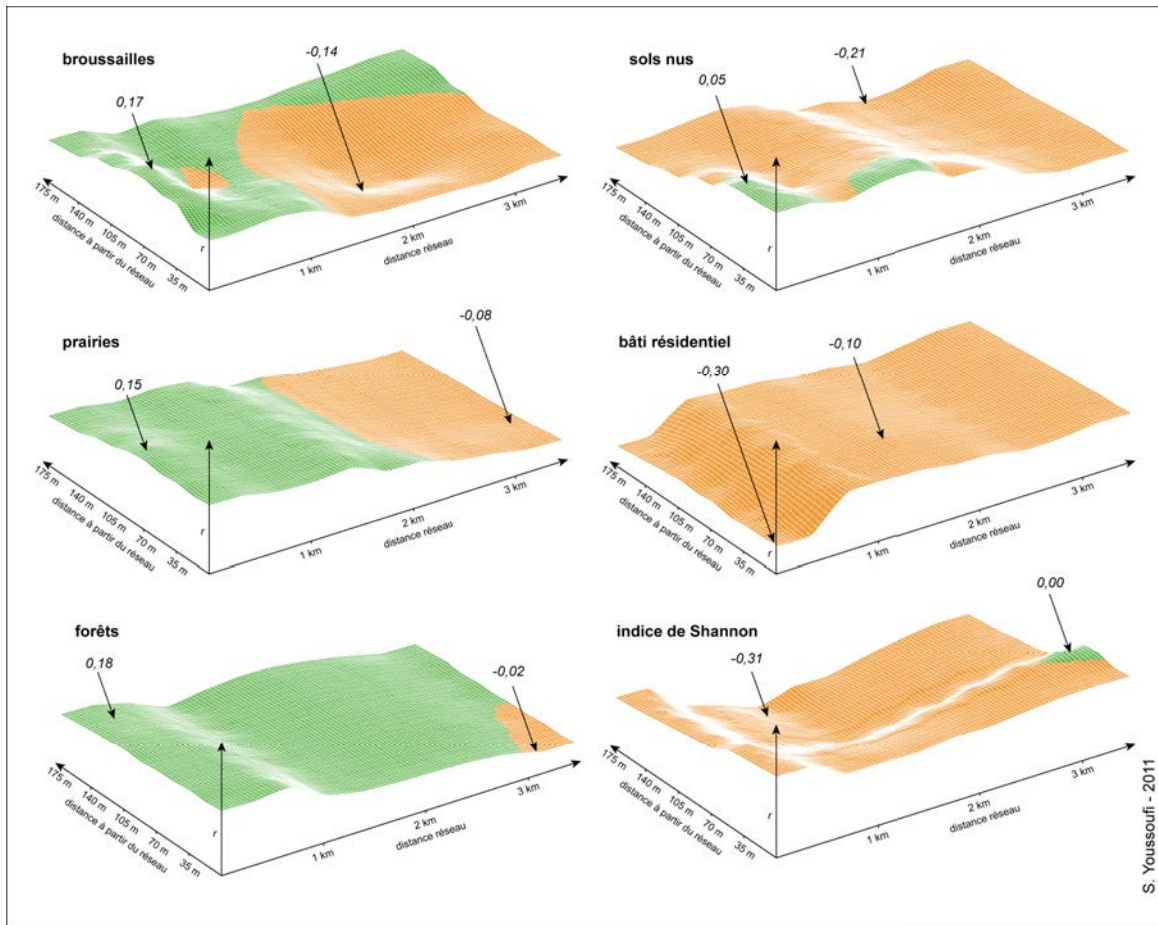 broussailles
-0,14
0,17
175 m
140 m
105 m
70 m
35 m
distance à partir du réseau
r
1 km
2 km
3 km
distance réseau
sols nus
-0,21
0,05
175 m
140 m
105 m
70 m
35 m
distance à partir du réseau
r
1 km
2 km
3 km
distance réseau
prairies
-0,08
0,15
175 m
140 m
105 m
70 m
35 m
distance à partir du réseau
r
1 km
2 km
3 km
distance réseau
bâti résidentiel
-0,10
-0,30
175 m
140 m
105 m
70 m
35 m
distance à partir du réseau
r
1 km
2 km
3 km
distance réseau
forêts
0,18
-0,02
175 m
140 m
105 m
70 m
35 m
distance à partir du réseau
r
1 km
2 km
3 km
distance réseau
indice de Shannon
0,00
-0,31
175 m
140 m
105 m
70 m
35 m
distance à partir du réseau
r
1 km
2 km
3 km
distance réseau
S. Youssoufi - 2011